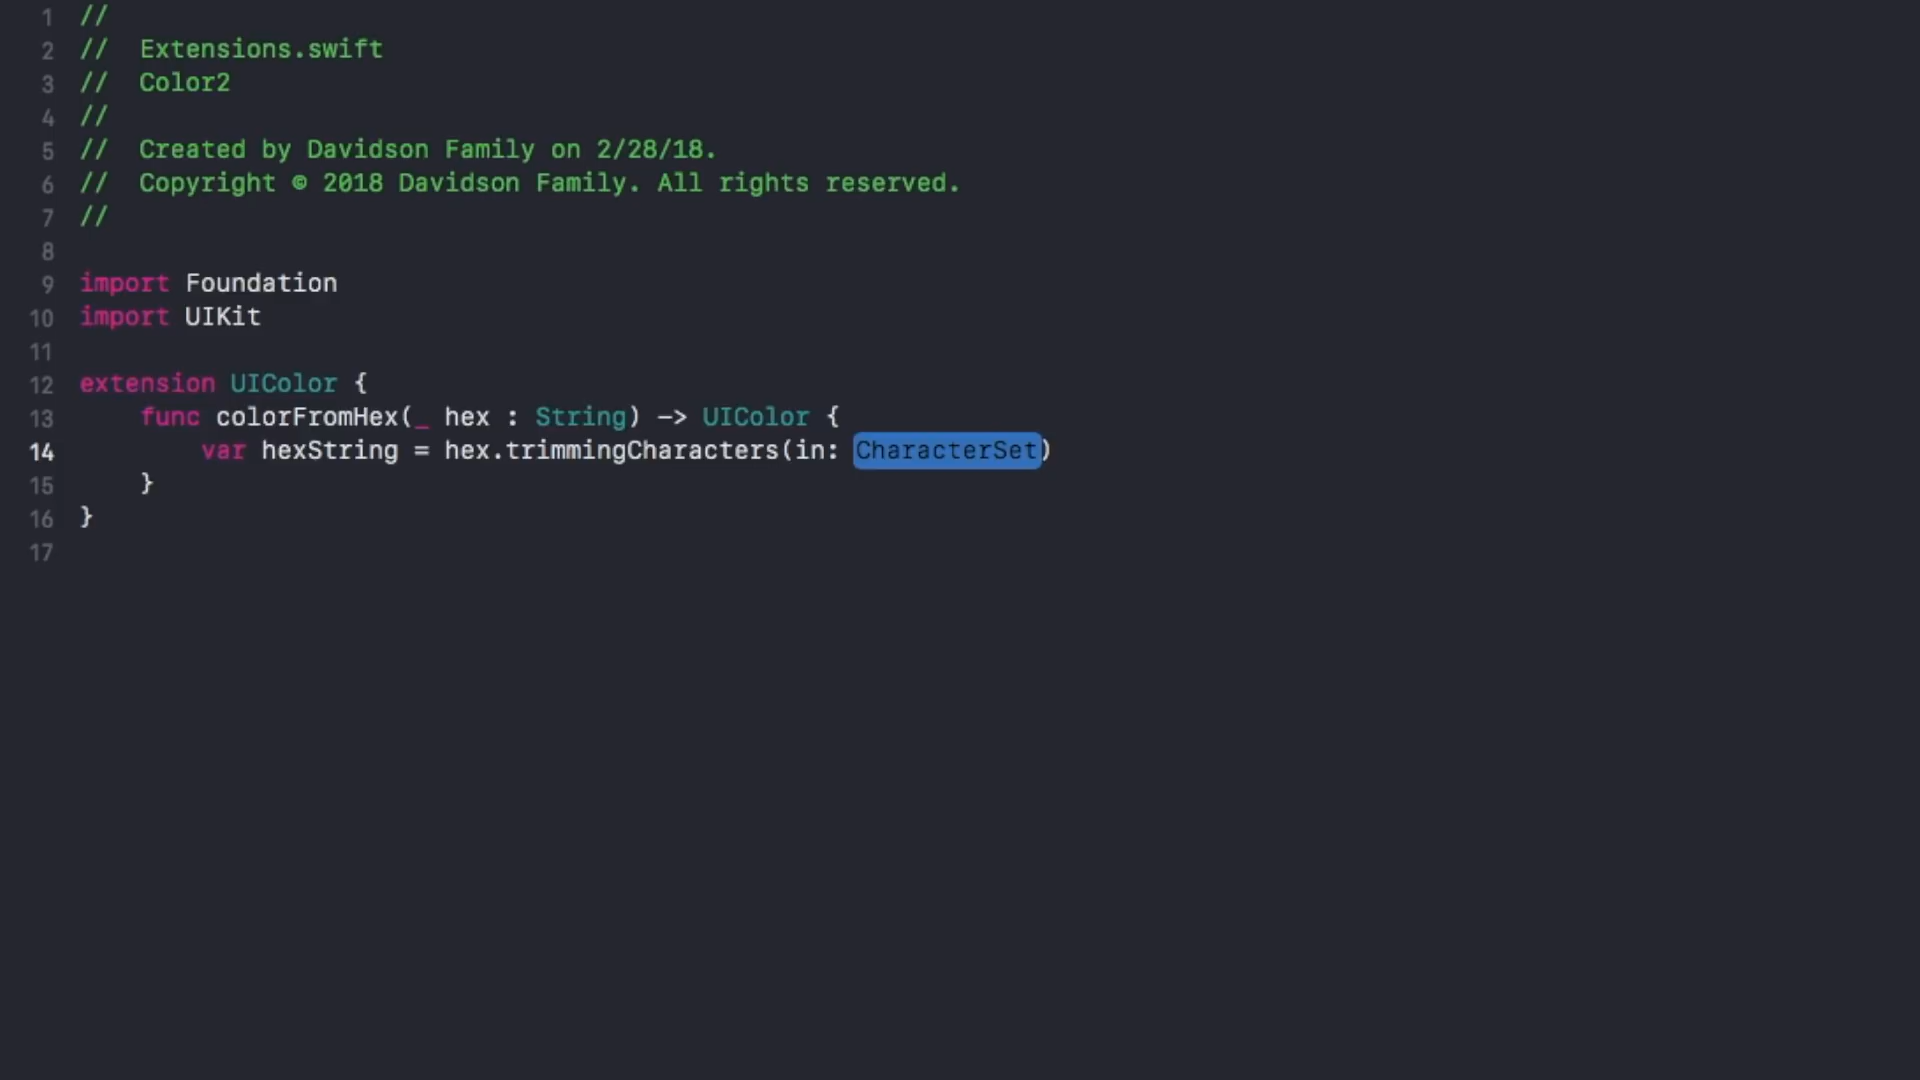 1 //
2 //  Extensions.swift
3 //  Color2
4 //
5 //  Created by Davidson Family on 2/28/18.
6 //  Copyright © 2018 Davidson Family. All rights reserved.
7 //
8
9 import Foundation
10 import UIKit
11
12 extension UIColor {
13     func colorFromHex(_ hex : String) -> UIColor {
14         var hexString = hex.trimmingCharacters(in: CharacterSet)
15     }
16 }
17